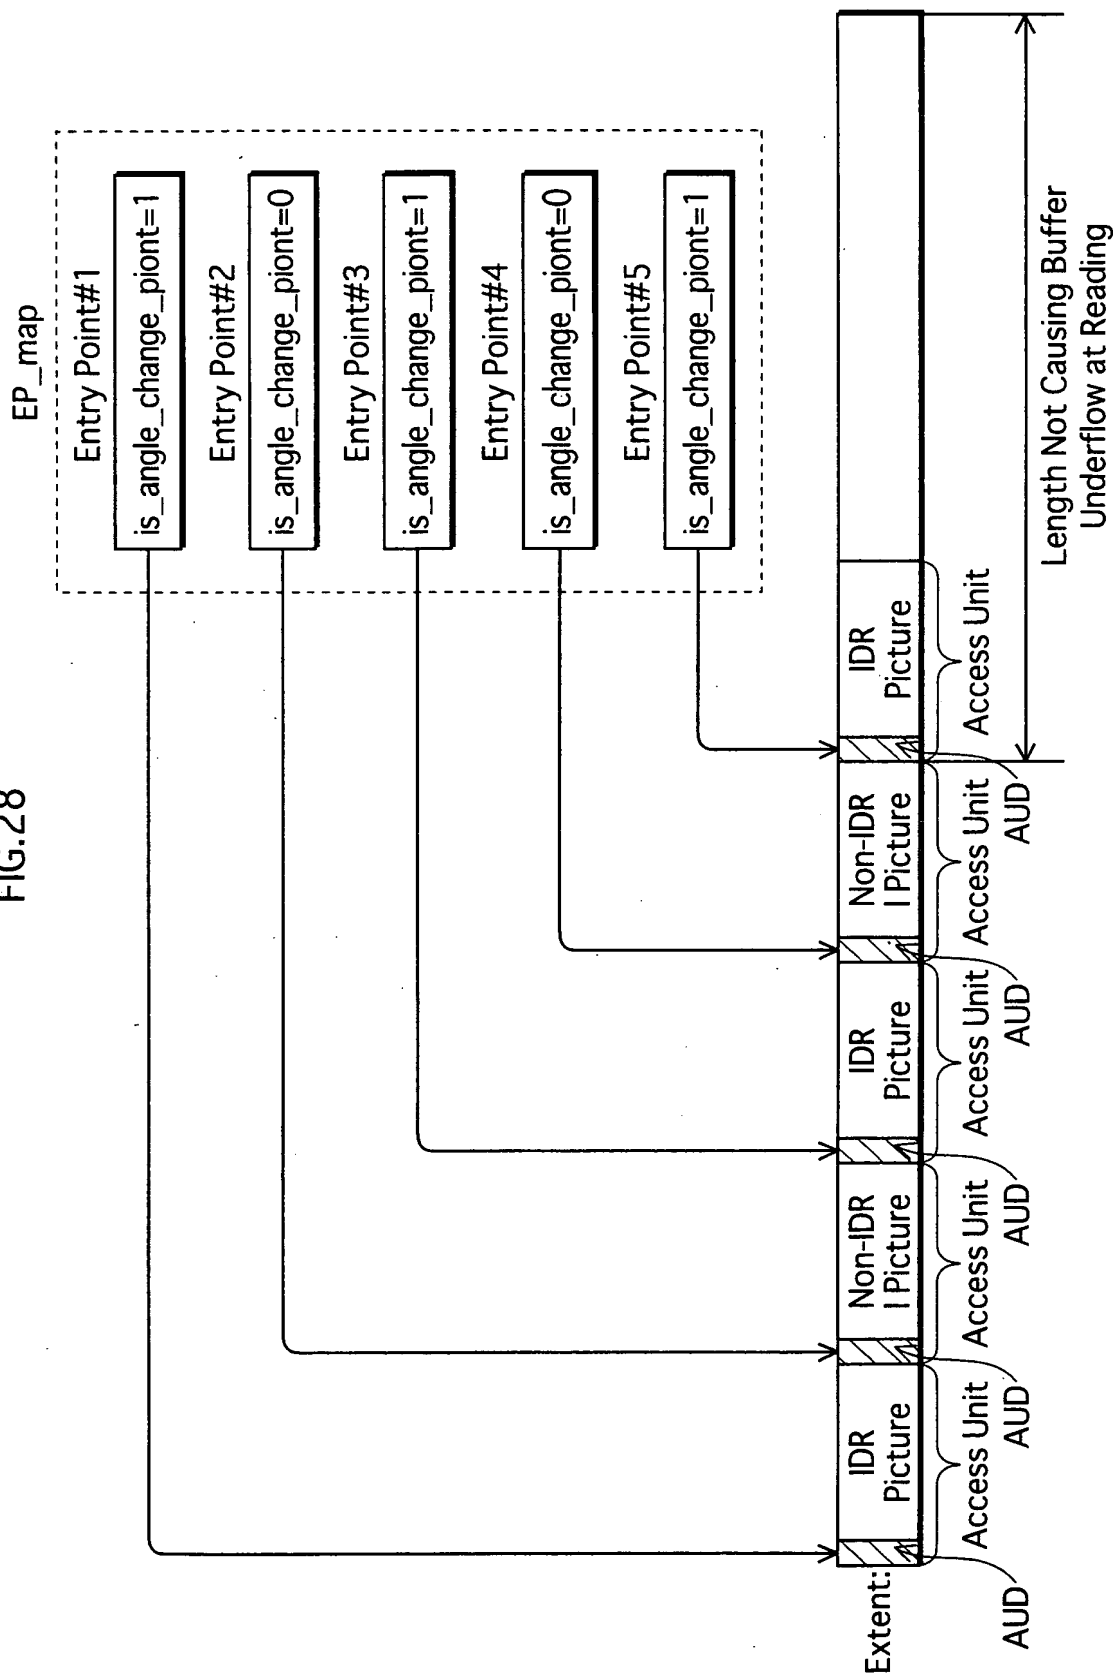 FIG.28
EP_map
Entry Point#1
is_angle_change_piont=1
Entry Point#2
is_angle_change_piont=0
Entry Point#3
is_angle_change_piont=1
Entry Point#4
is_angle_change_piont=0
Entry Point#5
is_angle_change_piont=1
Extent:
IDR
Picture
Non-IDR
I Picture
IDR
Picture
Non-IDR
I Picture
IDR
Picture
Access Unit
Access Unit
Access Unit
Access Unit
Access Unit
AUD
AUD
AUD
AUD
AUD
Length Not Causing Buffer
Underflow at Reading